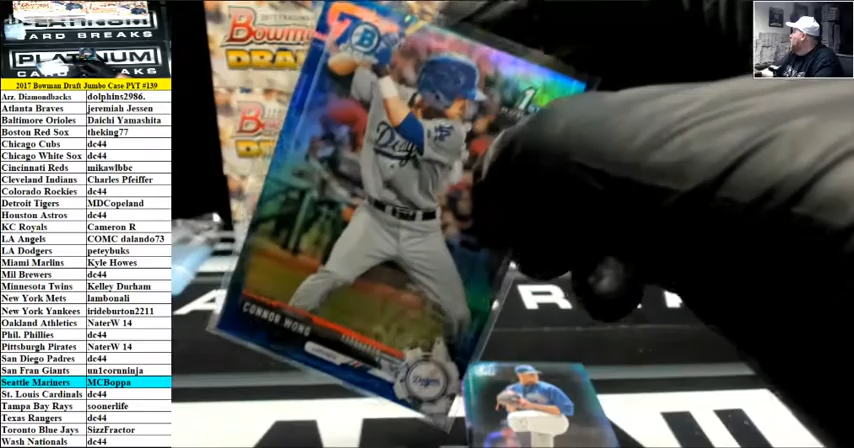 PLATINUM
CARD BREAKS
PLATINUM
2017 Bowman Draft Jumbo Case PYT #139
Arz. Diamondbacks dolphins2986.
Atlanta Braves jeremiah Jessen
Baltimore Orioles Daichi Yamashita
Boston Red Sox theking77
Chicago Cubs dc44
Chicago White Sox dc44
Cincinnati Reds mikawlbbc
Cleveland Indians Charles Pfeiffer
Colorado Rockies dc44
Detroit Tigers MDCopeland
Houston Astros dc44
KC Royals Cameron R
LA Angels COMC dalando73
LA Dodgers peteybuks
Miami Marlins Kyle Howes
Mil Brewers dc44
Minnesota Twins Kelley Durham
New York Mets lambonali
New York Yankees irideburton2211
Oakland Athletics NaterW 14
Phil. Phillies dc44
Pittsburgh Pirates NaterW 14
San Diego Padres dc44
San Fran Giants un1cornninja
Seattle Mariners MCBoppa
St. Louis Cardinals dc44
Tampa Bay Rays soonerlife
Texas Rangers dc44
Toronto Blue Jays SizzFractor
Wash Nationals dc44
Bowman
DRAFT
B
1st
LA
Dodgers
CONNOR WONG
Dodgers